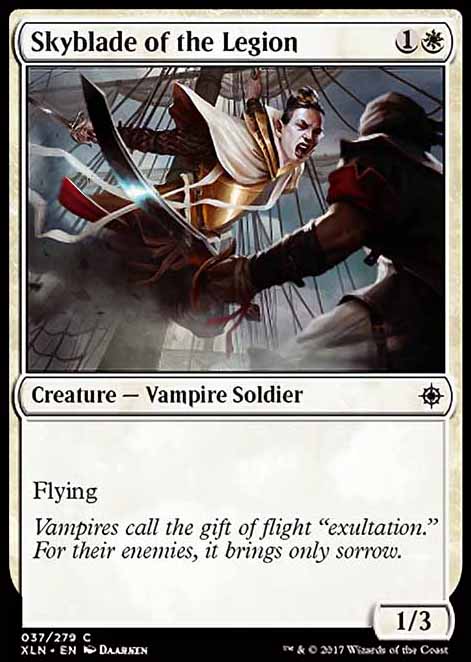 Skyblade of the Legion 1
Creature — Vampire Soldier
Flying
Vampires call the gift of flight “exultation.”
For their enemies, it brings only sorrow.
1/3
037/279 C
XLN • EN Daarken
™ & © 2017 Wizards of the Coast